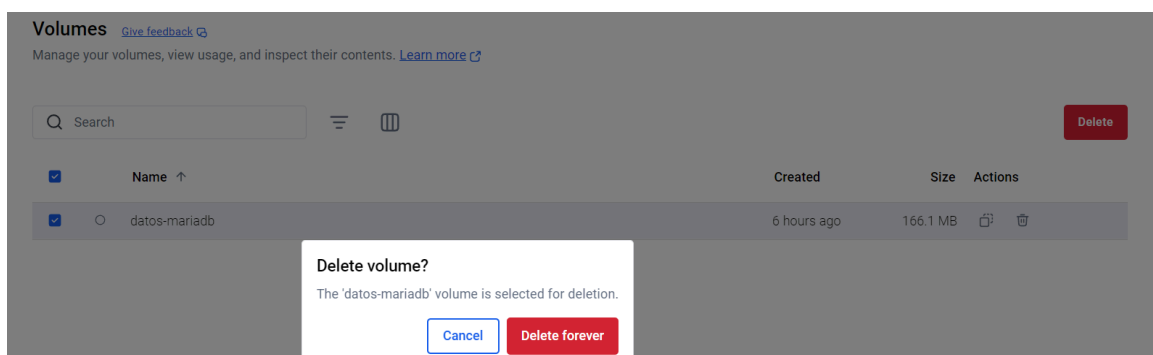 Volumes Give feedback
Manage your volumes, view usage, and inspect their contents. Learn more
Search
Delete
Name Created Size Actions
datos-mariadb 6 hours ago 166.1 MB
Delete volume?
The 'datos-mariadb' volume is selected for deletion.
Cancel Delete forever